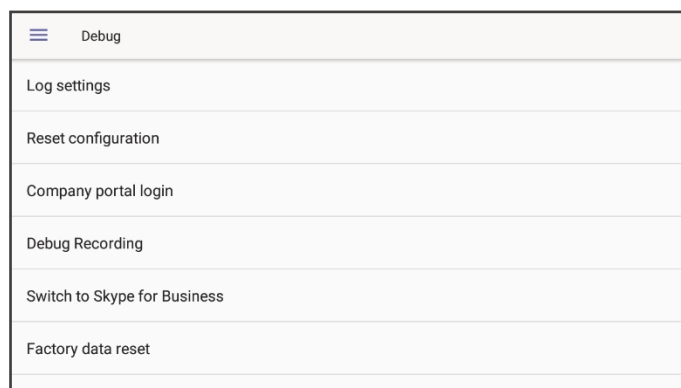 Debug
Log settings
Reset configuration
Company portal login
Debug Recording
Switch to Skype for Business
Factory data reset